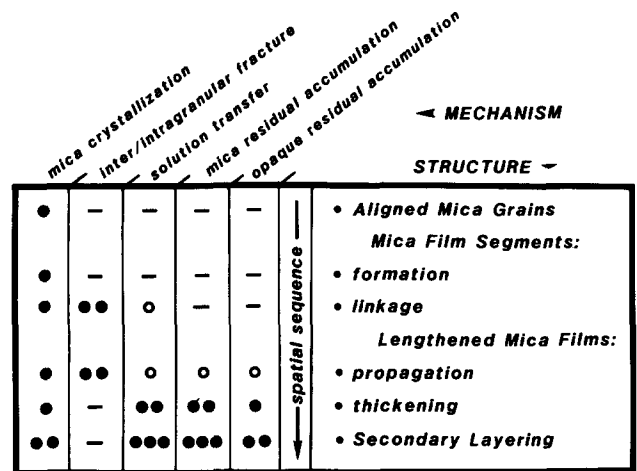 mica crystallization
inter/intragranular fracture
solution transfer
mica residual accumulation
opaque residual accumulation
◄ MECHANISM
STRUCTURE ▼
● — — — — • Aligned Mica Grains
Mica Film Segments:
● — — — — • formation
● ●● ○ — — • linkage
Lengthened Mica Films:
● ●● ○ ○ ○ • propagation
● — ●● ●● ● • thickening
●● — ●●● ●●● ●● • Secondary Layering
spatial sequence